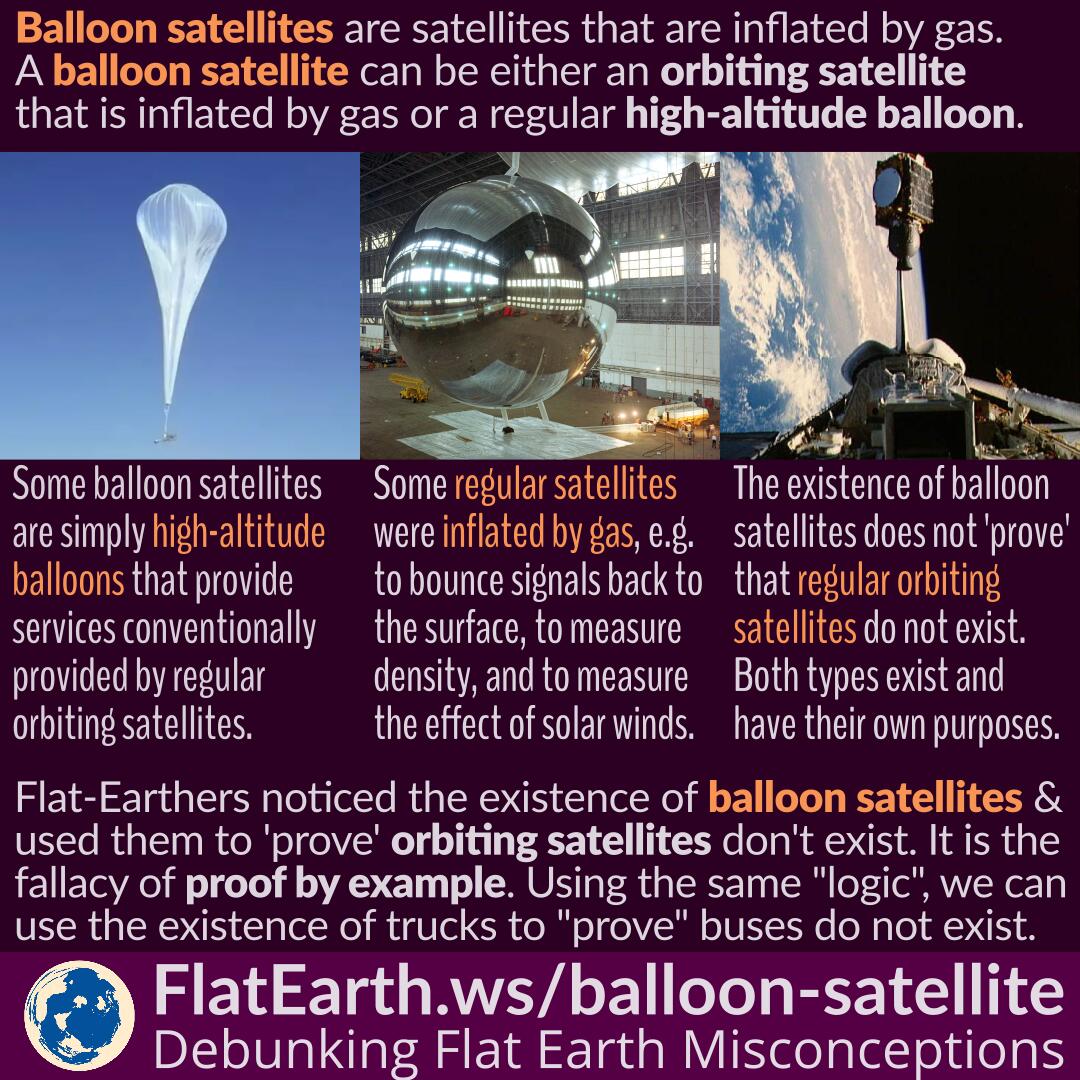 Balloon satellites are satellites that are inflated by gas.
A balloon satellite can be either an orbiting satellite
that is inflated by gas or a regular high-altitude balloon.
Some balloon satellites
are simply high-altitude
balloons that provide
services conventionally
provided by regular
orbiting satellites.
Some regular satellites
were inflated by gas, e.g.
to bounce signals back to
the surface, to measure
density, and to measure
the effect of solar winds.
The existence of balloon
satellites does not 'prove'
that regular orbiting
satellites do not exist.
Both types exist and
have their own purposes.
Flat-Earthers noticed the existence of balloon satellites &
used them to 'prove' orbiting satellites don't exist. It is the
fallacy of proof by example. Using the same "logic", we can
use the existence of trucks to "prove" buses do not exist.
FlatEarth.ws/balloon-satellite
Debunking Flat Earth Misconceptions